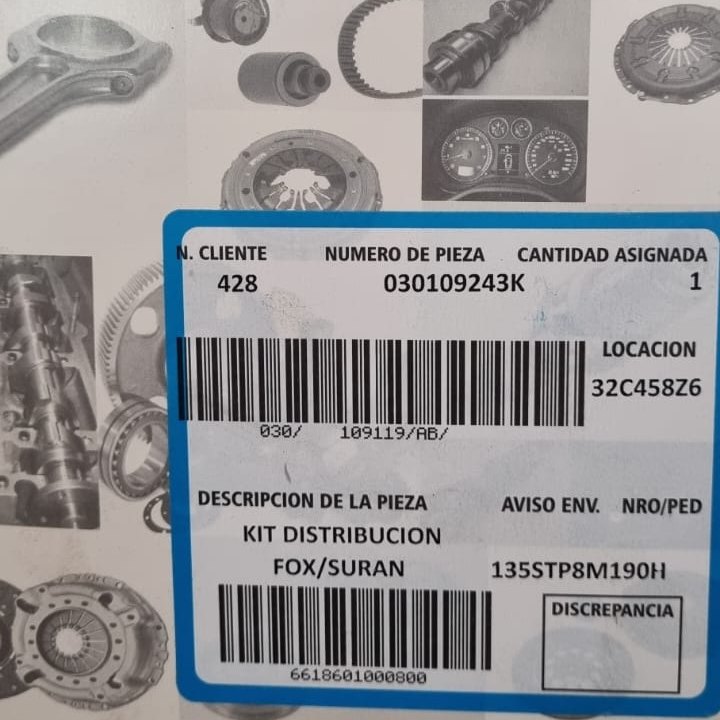 N. CLIENTE NUMERO DE PIEZA CANTIDAD ASIGNADA
428 030109243K 1
LOCACION
32C458Z6
030/ 109119/AB/
DESCRIPCION DE LA PIEZA AVISO ENV. NRO/PED
KIT DISTRIBUCION
FOX/SURAN 135STP8M190H
DISCREPANCIA
6618601000800